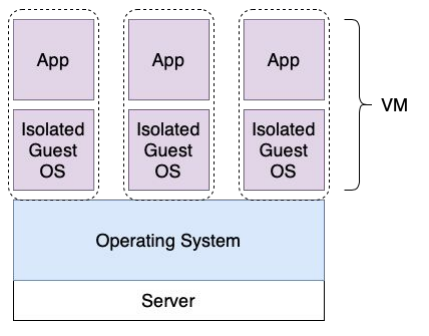 App
App
App
VM
Isolated
Guest
OS
Isolated
Guest
OS
Isolated
Guest
OS
Operating System
Server